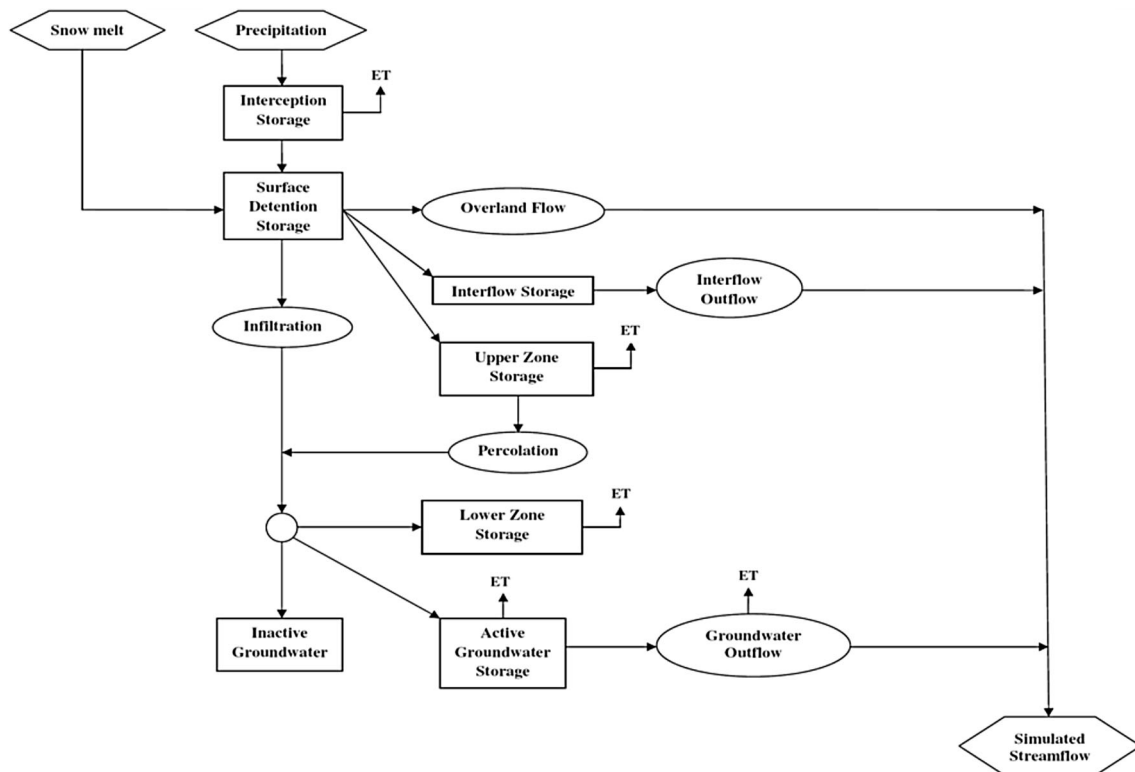 Snow melt
Precipitation
ET
Interception
Storage
Surface
Detention
Storage
Overland Flow
Interflow Storage
Interflow
Outflow
Infiltration
ET
Upper Zone
Storage
Percolation
ET
Lower Zone
Storage
ET
ET
Inactive
Groundwater
Active
Groundwater
Storage
Groundwater
Outflow
Simulated
Streamflow